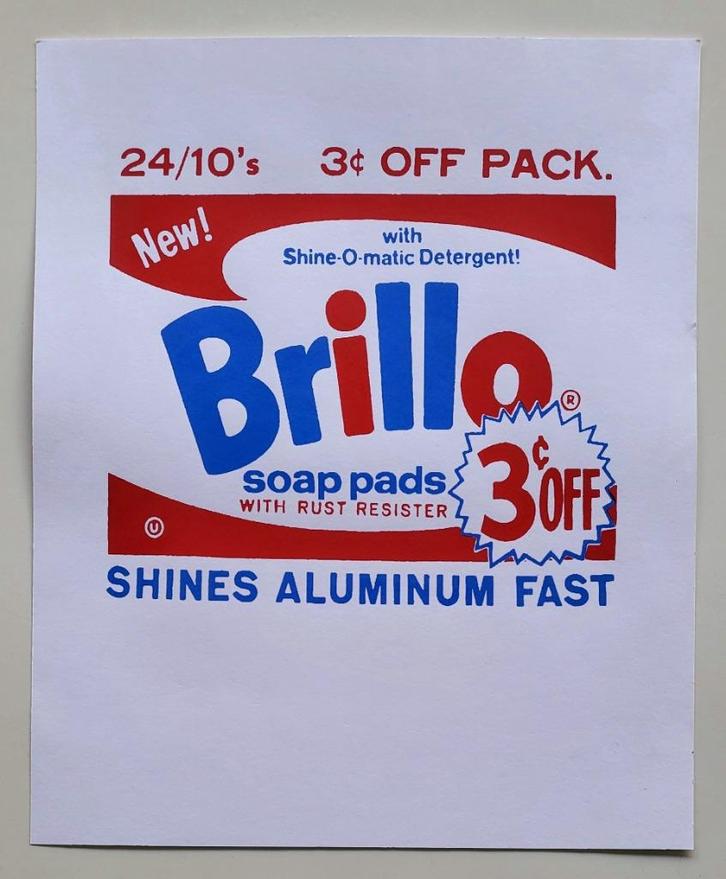 24/10's 3¢ OFF PACK.
New!
with
Shine-O-matic Detergent!
Brillo®
soap pads
WITH RUST RESISTER
3¢ OFF
Ⓤ
SHINES ALUMINUM FAST